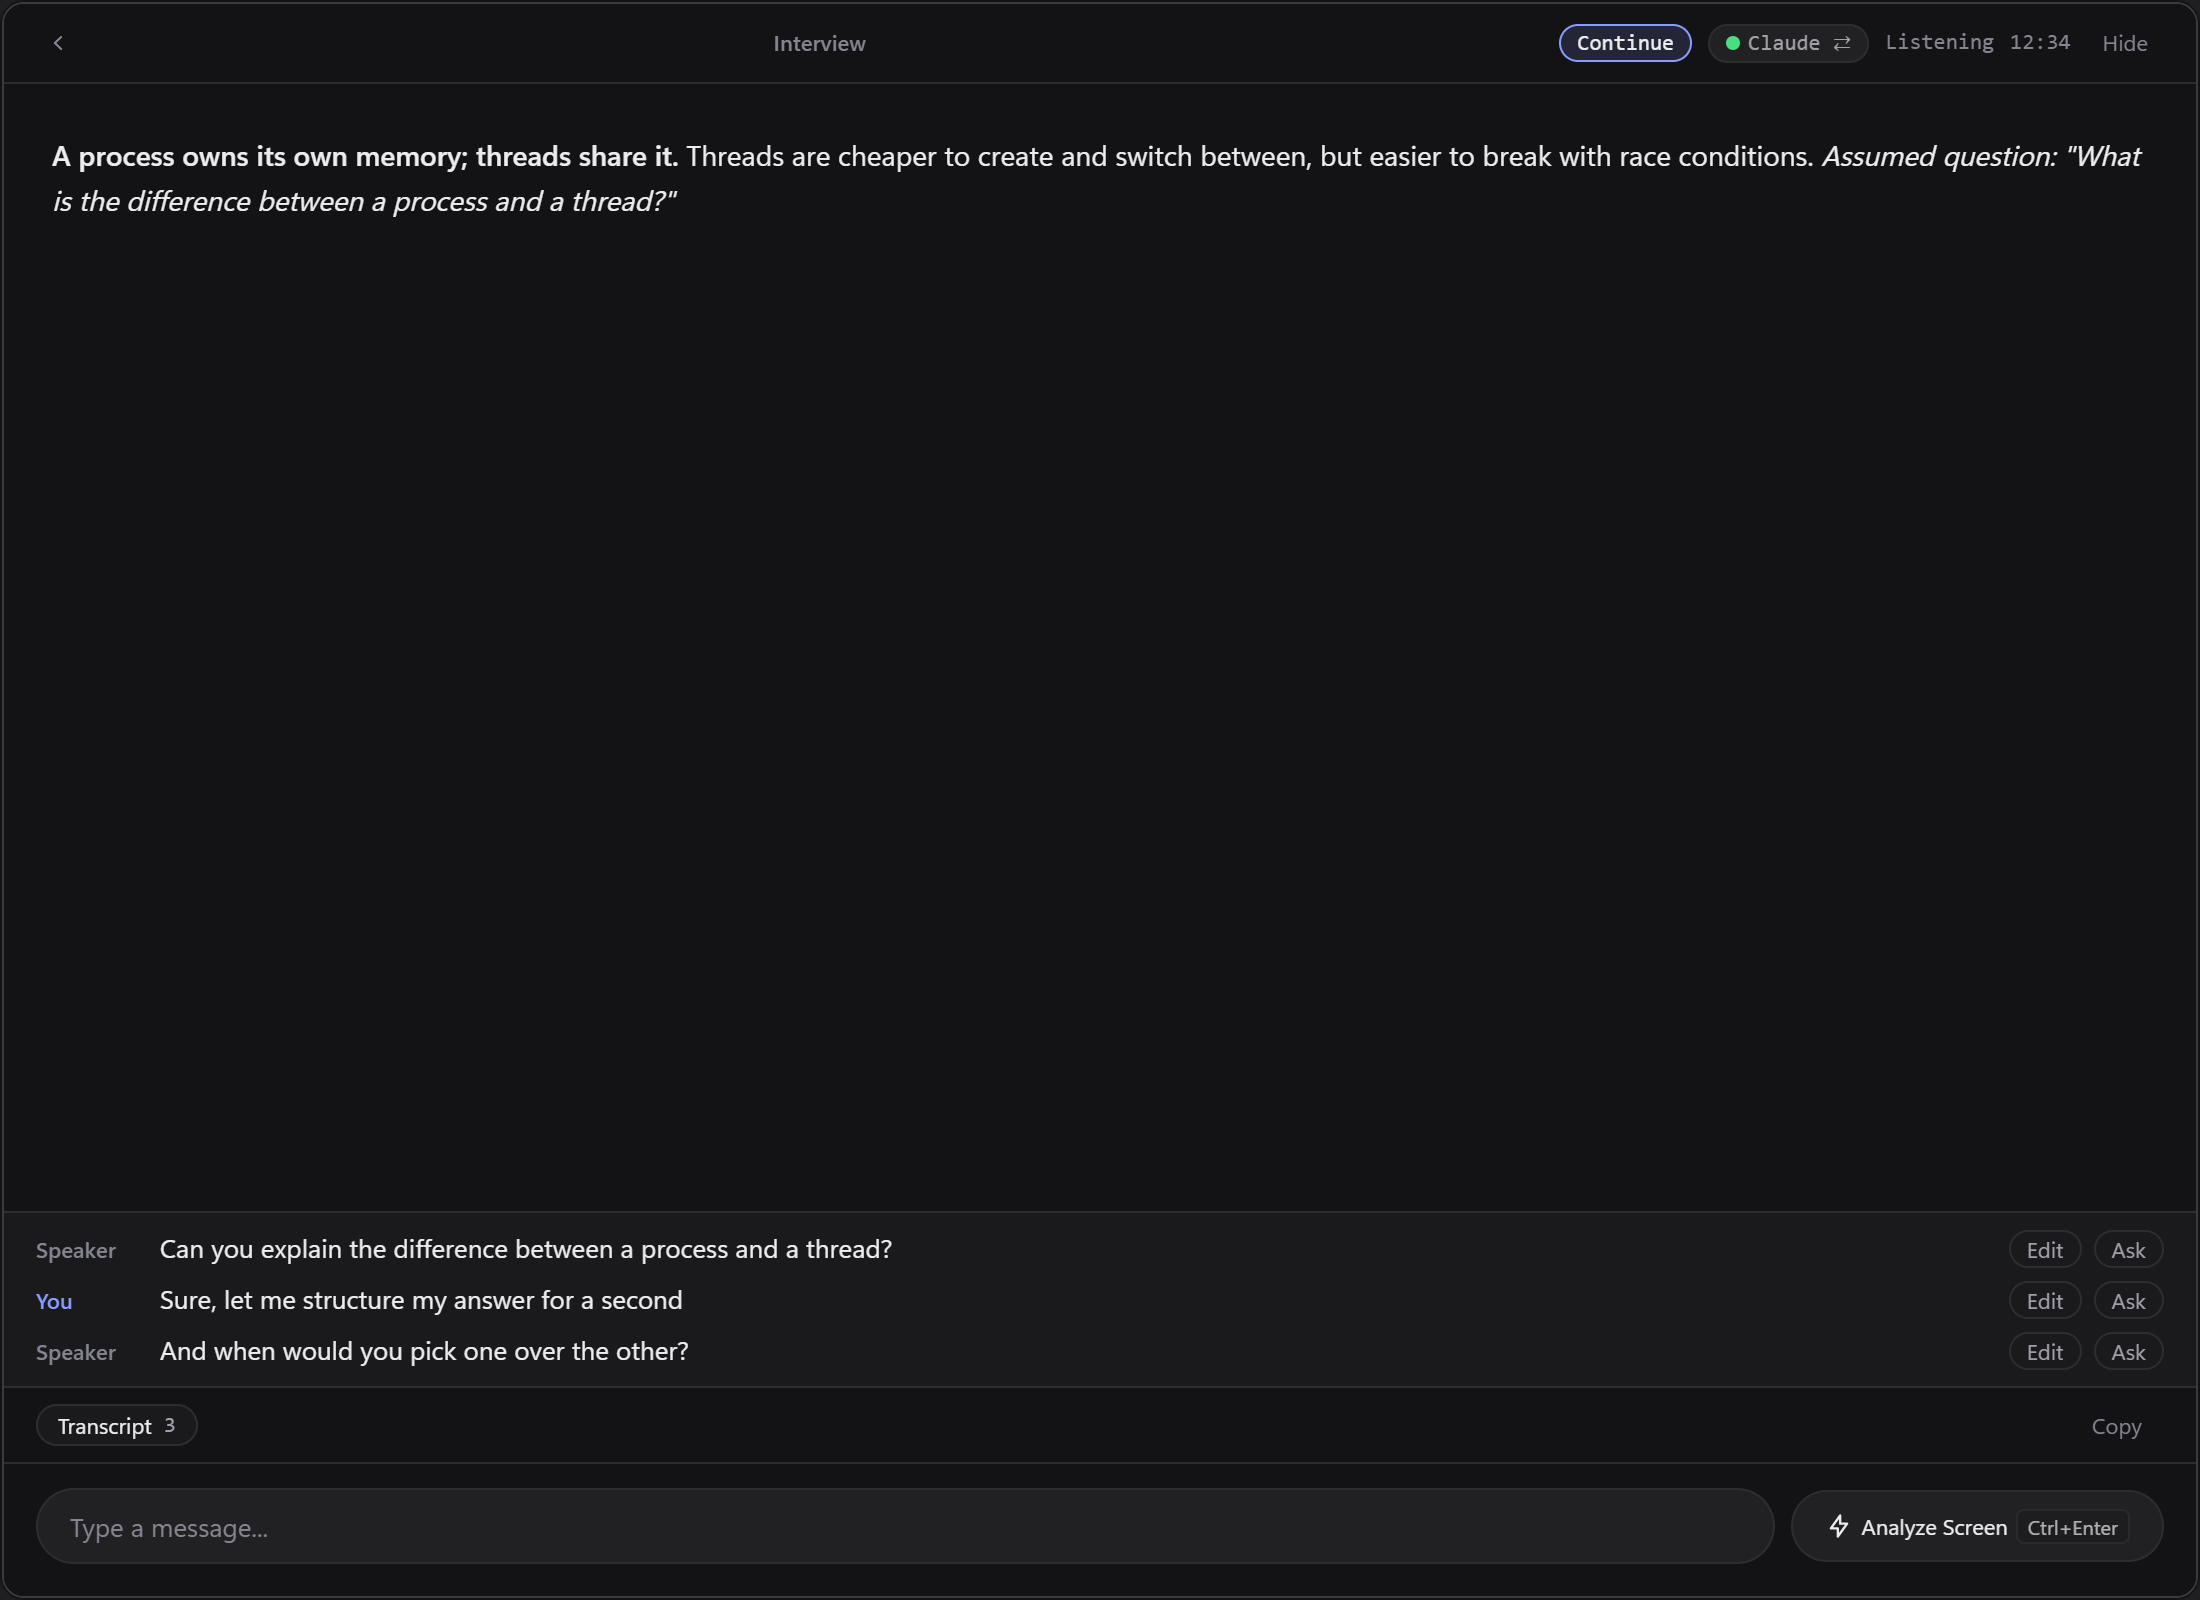 Interview
Continue
Claude ⇄
Listening 12:34
Hide
A process owns its own memory; threads share it. Threads are cheaper to create and switch between, but easier to break with race conditions. Assumed question: "What
is the difference between a process and a thread?"
Speaker Can you explain the difference between a process and a thread? Edit Ask
You Sure, let me structure my answer for a second Edit Ask
Speaker And when would you pick one over the other? Edit Ask
Transcript 3 Copy
Type a message... Analyze Screen Ctrl+Enter